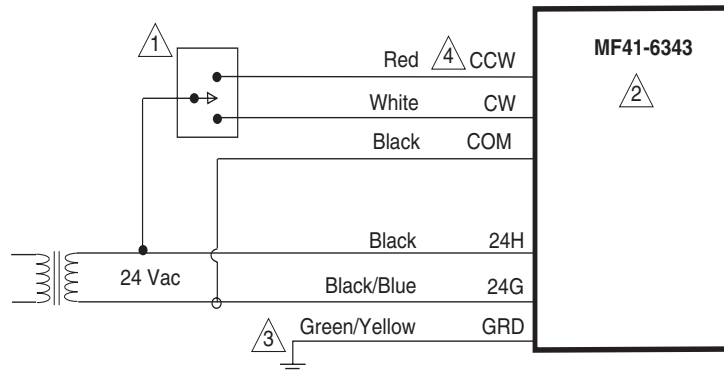 1
Red 4 CCW
MF41-6343
2
White CW
Black COM
Black 24H
24 Vac
Black/Blue 24G
3 Green/Yellow GRD